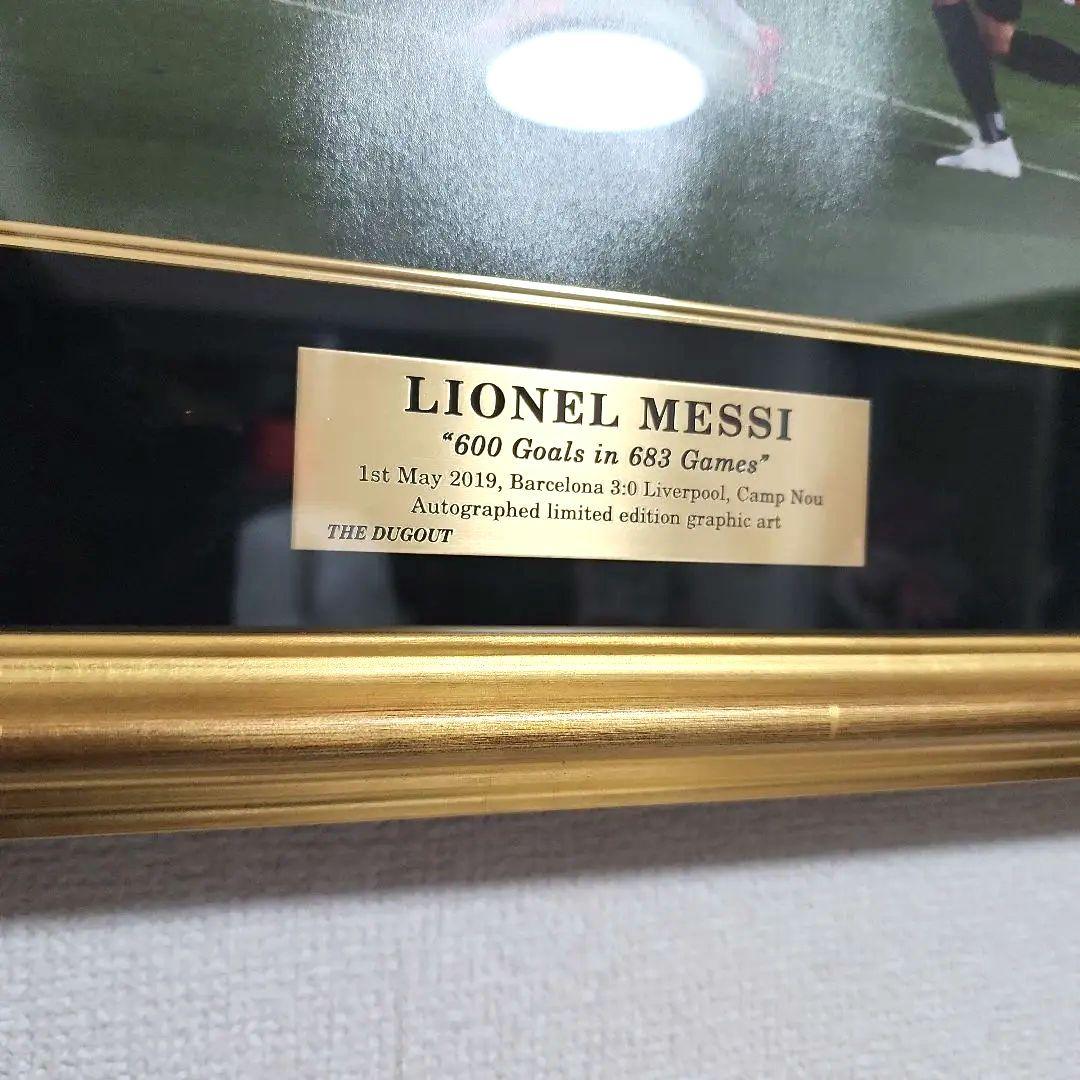 LIONEL MESSI
“600 Goals in 683 Games”
1st May 2019, Barcelona 3:0 Liverpool, Camp Nou
Autographed limited edition graphic art
THE DUGOUT